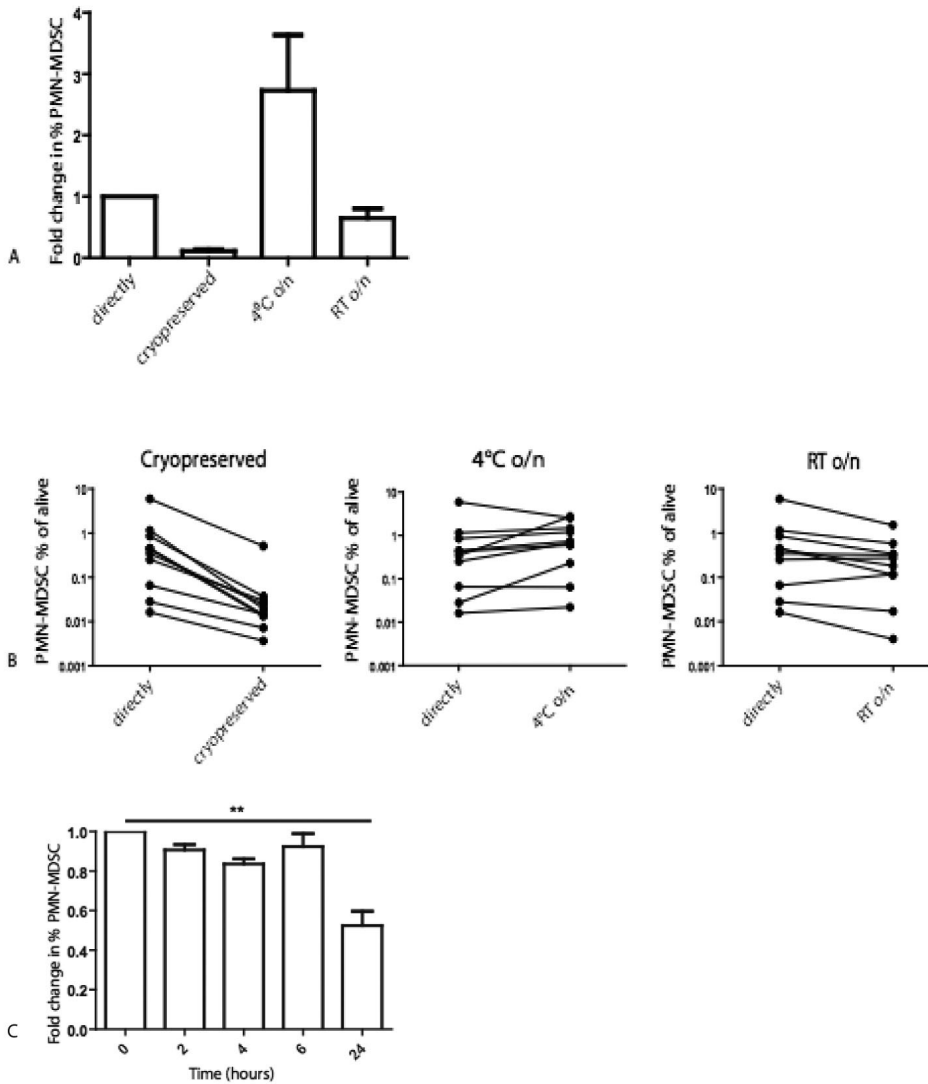 4
3
2
1
0
Fold change in % PMN-MDSC
A
directly
cryopreserved
4°C o/n
RT o/n
Cryopreserved
10
1
0.1
0.01
0.001
PMN-MDSC % of alive
B
directly
cryopreserved
4°C o/n
10
1
0.1
0.01
0.001
PMN-MDSC % of alive
directly
4°C o/n
RT o/n
10
1
0.1
0.01
0.001
PMN-MDSC % of alive
directly
RT o/n
**
1.0
0.8
0.6
0.4
0.2
0.0
Fold change in % PMN-MDSC
C
0
2
4
6
24
Time (hours)